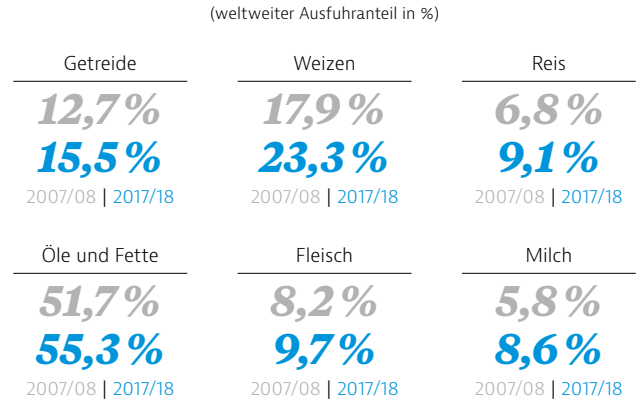 (weltweiter Ausfuhranteil in %)
Getreide
12,7 %
15,5 %
2007/08 | 2017/18
Weizen
17,9 %
23,3 %
2007/08 | 2017/18
Reis
6,8 %
9,1 %
2007/08 | 2017/18
Öle und Fette
51,7 %
55,3 %
2007/08 | 2017/18
Fleisch
8,2 %
9,7 %
2007/08 | 2017/18
Milch
5,8 %
8,6 %
2007/08 | 2017/18